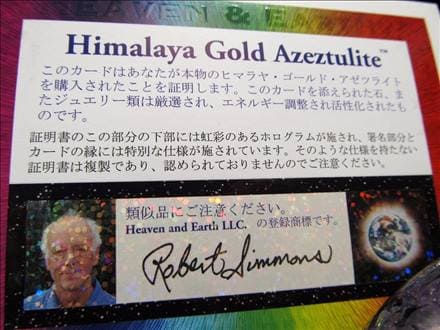 HEAVEN & E
Himalaya Gold Azeztulite™
このカードはあなたが本物のヒマラヤ・ゴールド・アゼツライト
を購入されたことを証明します。このカードを添えられた石、ま
たジュエリー類は厳選され、エネルギー調整され活性化されたも
のです。
証明書のこの部分の下部には虹彩のあるホログラムが施され、署名部分と
カードの縁には特別な仕様が施されています。そのような仕様を持たない
証明書は複製であり、認められておりませんのでご注意ください。
類似品にご注意ください。
Heaven and Earth LLC. の登録商標です。
Robert Simmons